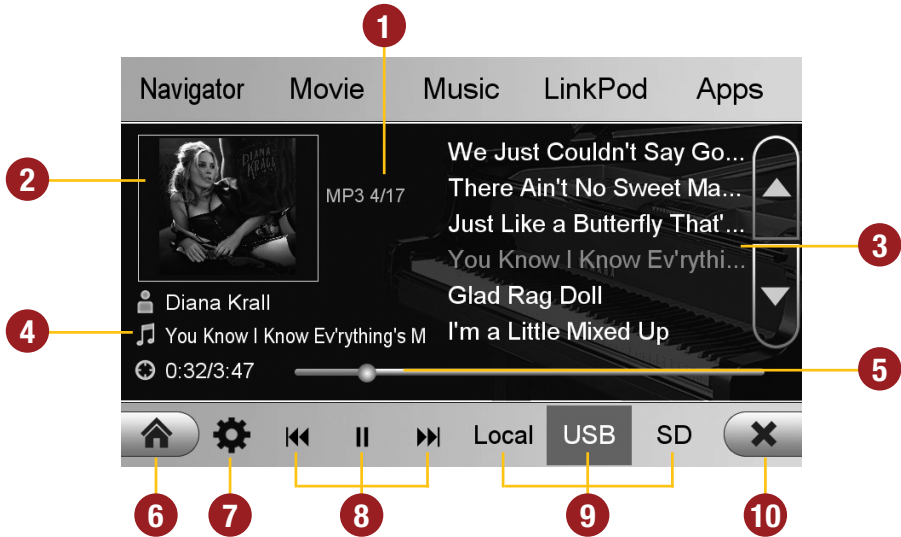 1
Navigator Movie Music LinkPod Apps
2
DIANA
KRALL
MP3 4/17
We Just Couldn't Say Go...
There Ain't No Sweet Ma...
Just Like a Butterfly That'...
You Know I Know Ev'rythi...
Glad Rag Doll
I'm a Little Mixed Up
3
Diana Krall
4
You Know I Know Ev'rything's M
0:32/3:47
5
Local USB SD
6
7
8
9
10